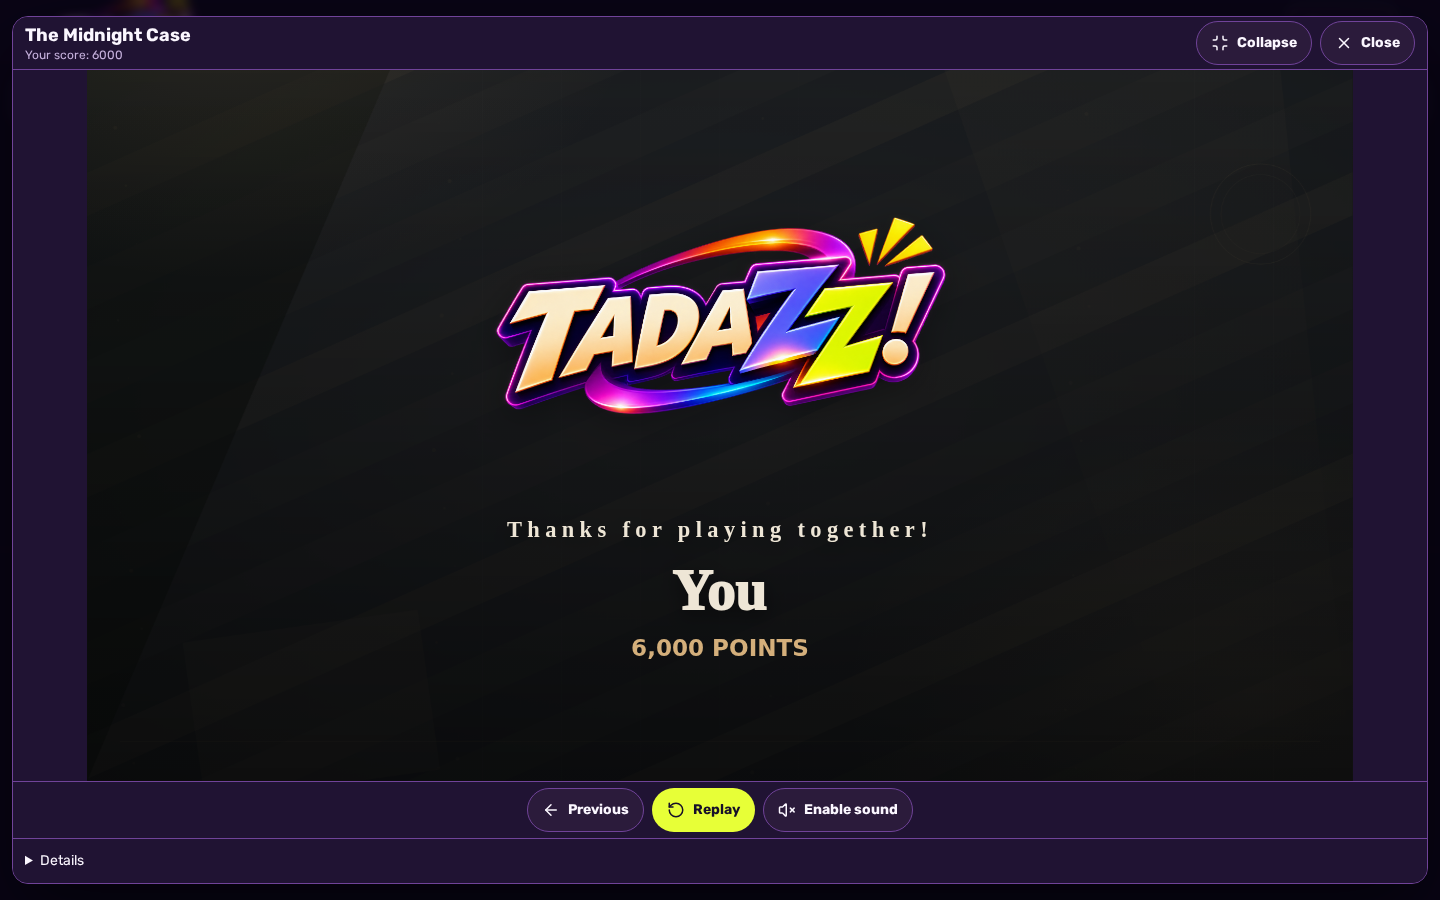 The Midnight Case
Your score: 6000
Collapse
Close
TADAZZ!
Thanks for playing together!
You
6,000 POINTS
Previous
Replay
Enable sound
Details